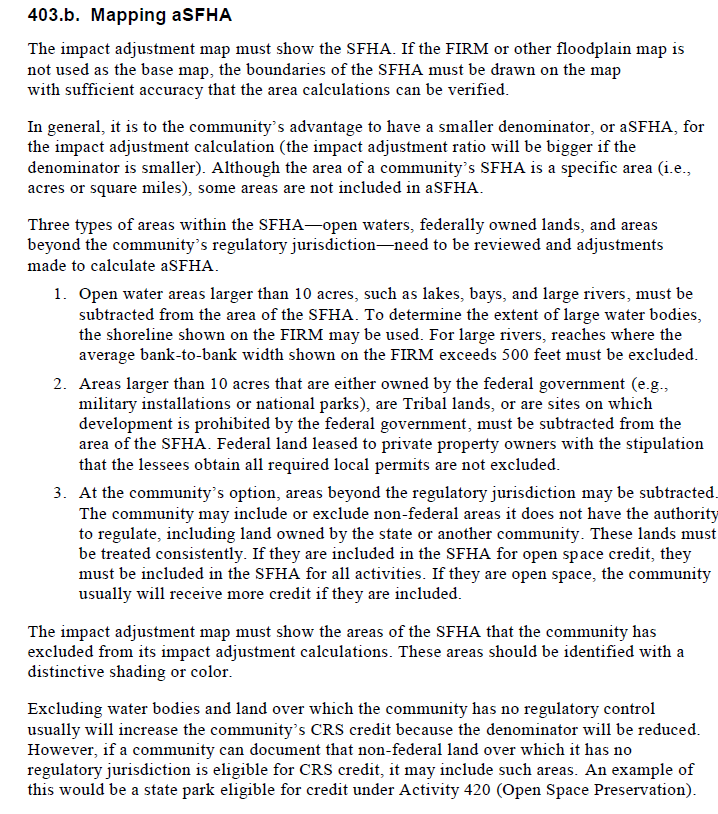 403.b. Mapping aSFHA
The impact adjustment map must show the SFHA. If the FIRM or other floodplain map is
not used as the base map, the boundaries of the SFHA must be drawn on the map
with sufficient accuracy that the area calculations can be verified.
In general, it is to the community's advantage to have a smaller denominator, or aSFHA, for
the impact adjustment calculation (the impact adjustment ratio will be bigger if the
denominator is smaller). Although the area of a community's SFHA is a specific area (i.e.,
acres or square miles), some areas are not included in aSFHA.
Three types of areas within the SFHA—open waters, federally owned lands, and areas
beyond the community's regulatory jurisdiction—need to be reviewed and adjustments
made to calculate aSFHA.
1. Open water areas larger than 10 acres, such as lakes, bays, and large rivers, must be
subtracted from the area of the SFHA. To determine the extent of large water bodies,
the shoreline shown on the FIRM may be used. For large rivers, reaches where the
average bank-to-bank width shown on the FIRM exceeds 500 feet must be excluded.
2. Areas larger than 10 acres that are either owned by the federal government (e.g.,
military installations or national parks), are Tribal lands, or are sites on which
development is prohibited by the federal government, must be subtracted from the
area of the SFHA. Federal land leased to private property owners with the stipulation
that the lessees obtain all required local permits are not excluded.
3. At the community's option, areas beyond the regulatory jurisdiction may be subtracted.
The community may include or exclude non-federal areas it does not have the authority
to regulate, including land owned by the state or another community. These lands must
be treated consistently. If they are included in the SFHA for open space credit, they
must be included in the SFHA for all activities. If they are open space, the community
usually will receive more credit if they are included.
The impact adjustment map must show the areas of the SFHA that the community has
excluded from its impact adjustment calculations. These areas should be identified with a
distinctive shading or color.
Excluding water bodies and land over which the community has no regulatory control
usually will increase the community's CRS credit because the denominator will be reduced.
However, if a community can document that non-federal land over which it has no
regulatory jurisdiction is eligible for CRS credit, it may include such areas. An example of
this would be a state park eligible for credit under Activity 420 (Open Space Preservation).